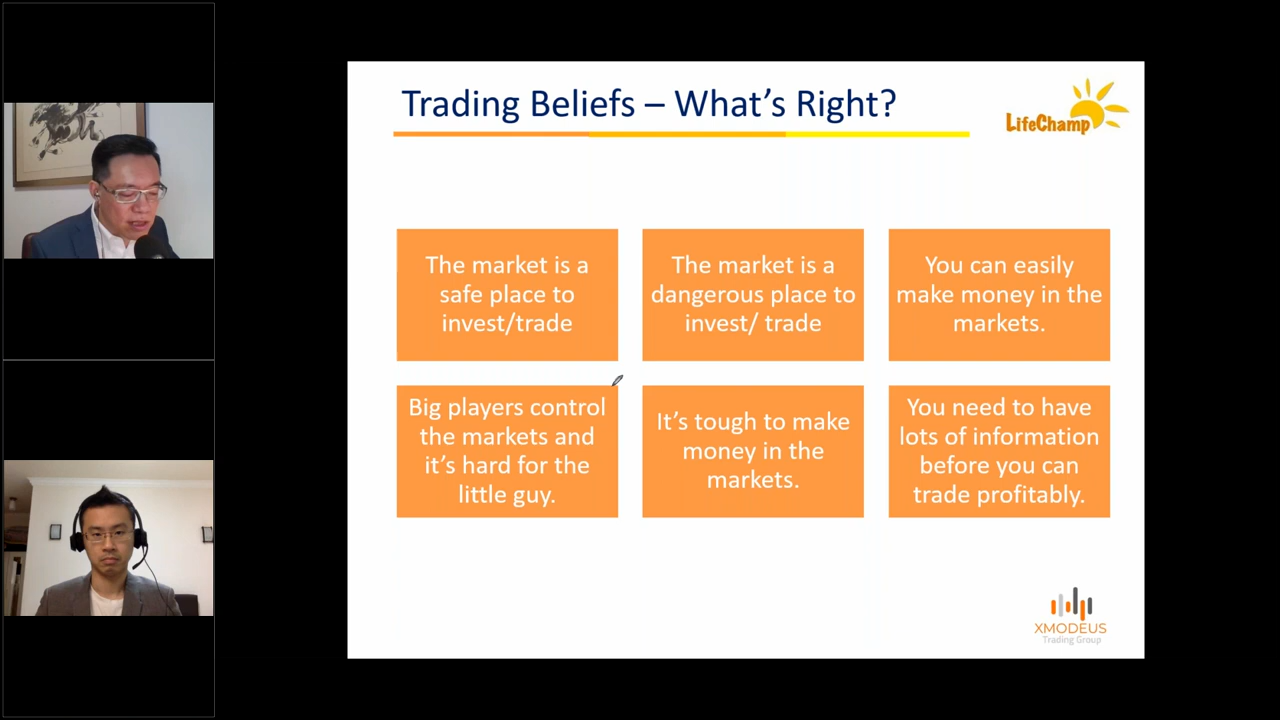 Trading Beliefs – What's Right?
LifeChamp
The market is a
safe place to
invest/trade
The market is a
dangerous place to
invest/ trade
You can easily
make money in the
markets.
Big players control
the markets and
it's hard for the
little guy.
It's tough to make
money in the
markets.
You need to have
lots of information
before you can
trade profitably.
XMODEUS
Trading Group